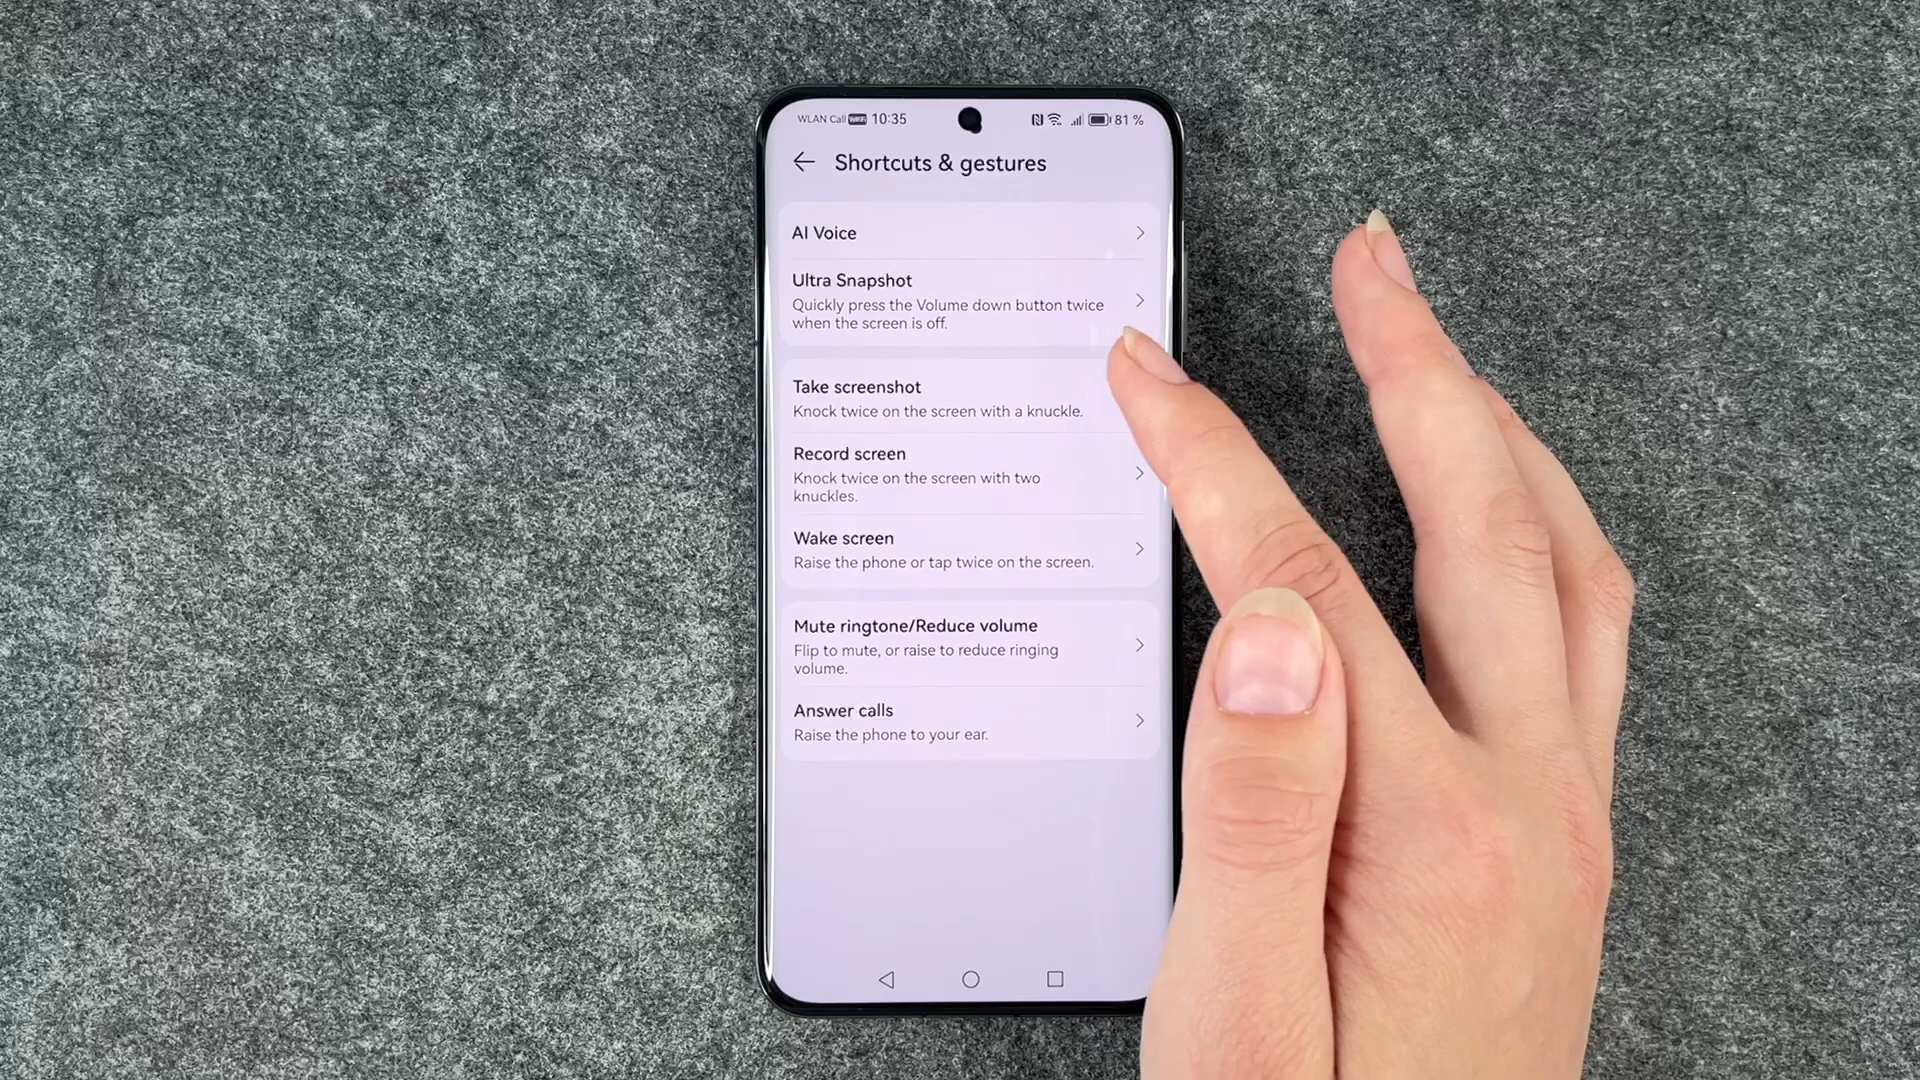 WLAN Call 10:35 81 %
Shortcuts & gestures
AI Voice
Ultra Snapshot
Quickly press the Volume down button twice
when the screen is off.
Take screenshot
Knock twice on the screen with a knuckle.
Record screen
Knock twice on the screen with two
knuckles.
Wake screen
Raise the phone or tap twice on the screen.
Mute ringtone/Reduce volume
Flip to mute, or raise to reduce ringing
volume.
Answer calls
Raise the phone to your ear.